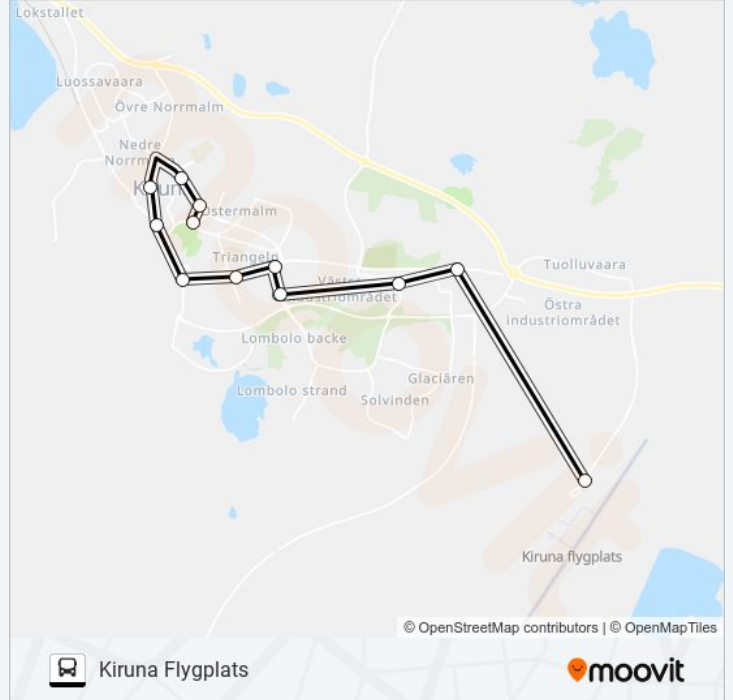 Lokstallet
Luossavaara
Övre Norrmalm
Nedre
Östermalm
Triangeln
Tuolluvaara
Östra
industriområdet
Lombolo backe
Glaciären
Lombolo strand
Solvinden
Kiruna flygplats
© OpenStreetMap contributors | © OpenMapTiles
Kiruna Flygplats
moovit